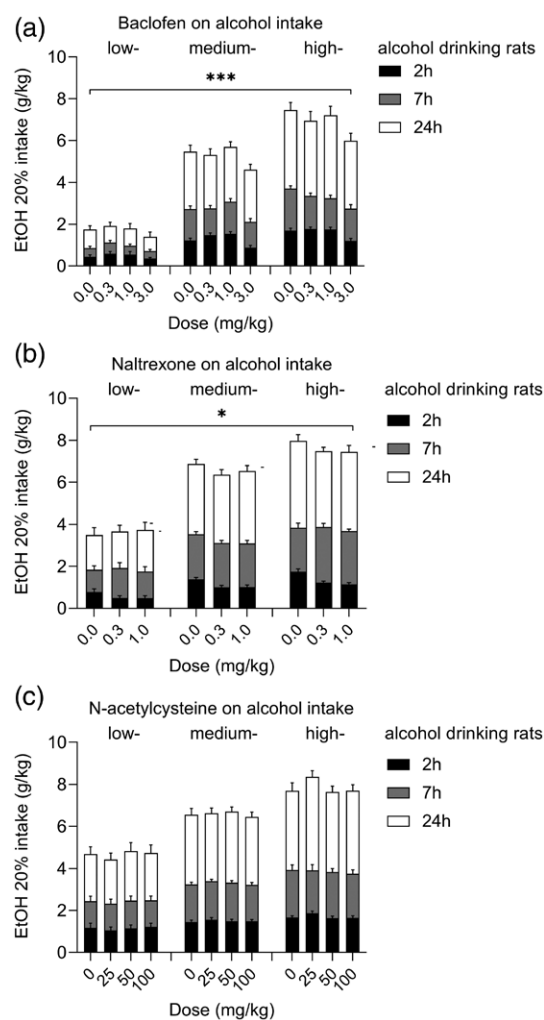 (a)
Baclofen on alcohol intake
low- medium- high- alcohol drinking rats
2h
7h
24h
***
EtOH 20% intake (g/kg)
10
8
6
4
2
0
0.0 0.3 1.0 3.0 0.0 0.3 1.0 3.0 0.0 0.3 1.0 3.0
Dose (mg/kg)
(b)
Naltrexone on alcohol intake
low- medium- high- alcohol drinking rats
2h
7h
24h
*
EtOH 20% intake (g/kg)
10
8
6
4
2
0
0.0 0.3 1.0 0.0 0.3 1.0 0.0 0.3 1.0
Dose (mg/kg)
(c)
N-acetylcysteine on alcohol intake
low- medium- high- alcohol drinking rats
2h
7h
24h
EtOH 20% intake (g/kg)
10
8
6
4
2
0
0 25 50 100 0 25 50 100 0 25 50 100
Dose (mg/kg)